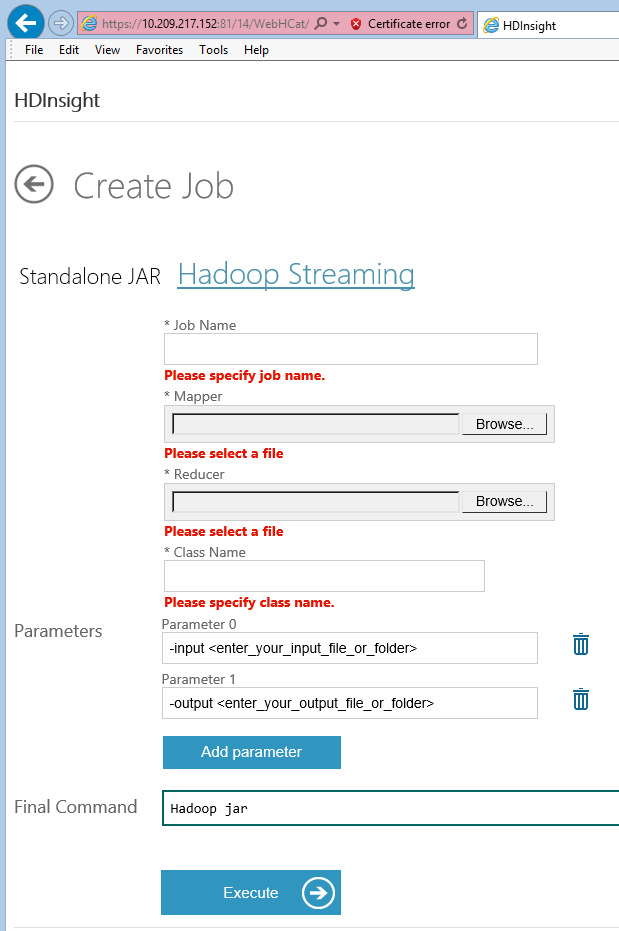 https://10.209.217.152:81/14/WebHCat/ Certificate error HDInsight
File Edit View Favorites Tools Help
HDInsight
Create Job
Standalone JAR Hadoop Streaming
* Job Name
Please specify job name.
* Mapper
Browse...
Please select a file
* Reducer
Browse...
Please select a file
* Class Name
Please specify class name.
Parameters
Parameter 0
-input <enter_your_input_file_or_folder>
Parameter 1
-output <enter_your_output_file_or_folder>
Add parameter
Final Command Hadoop jar
Execute